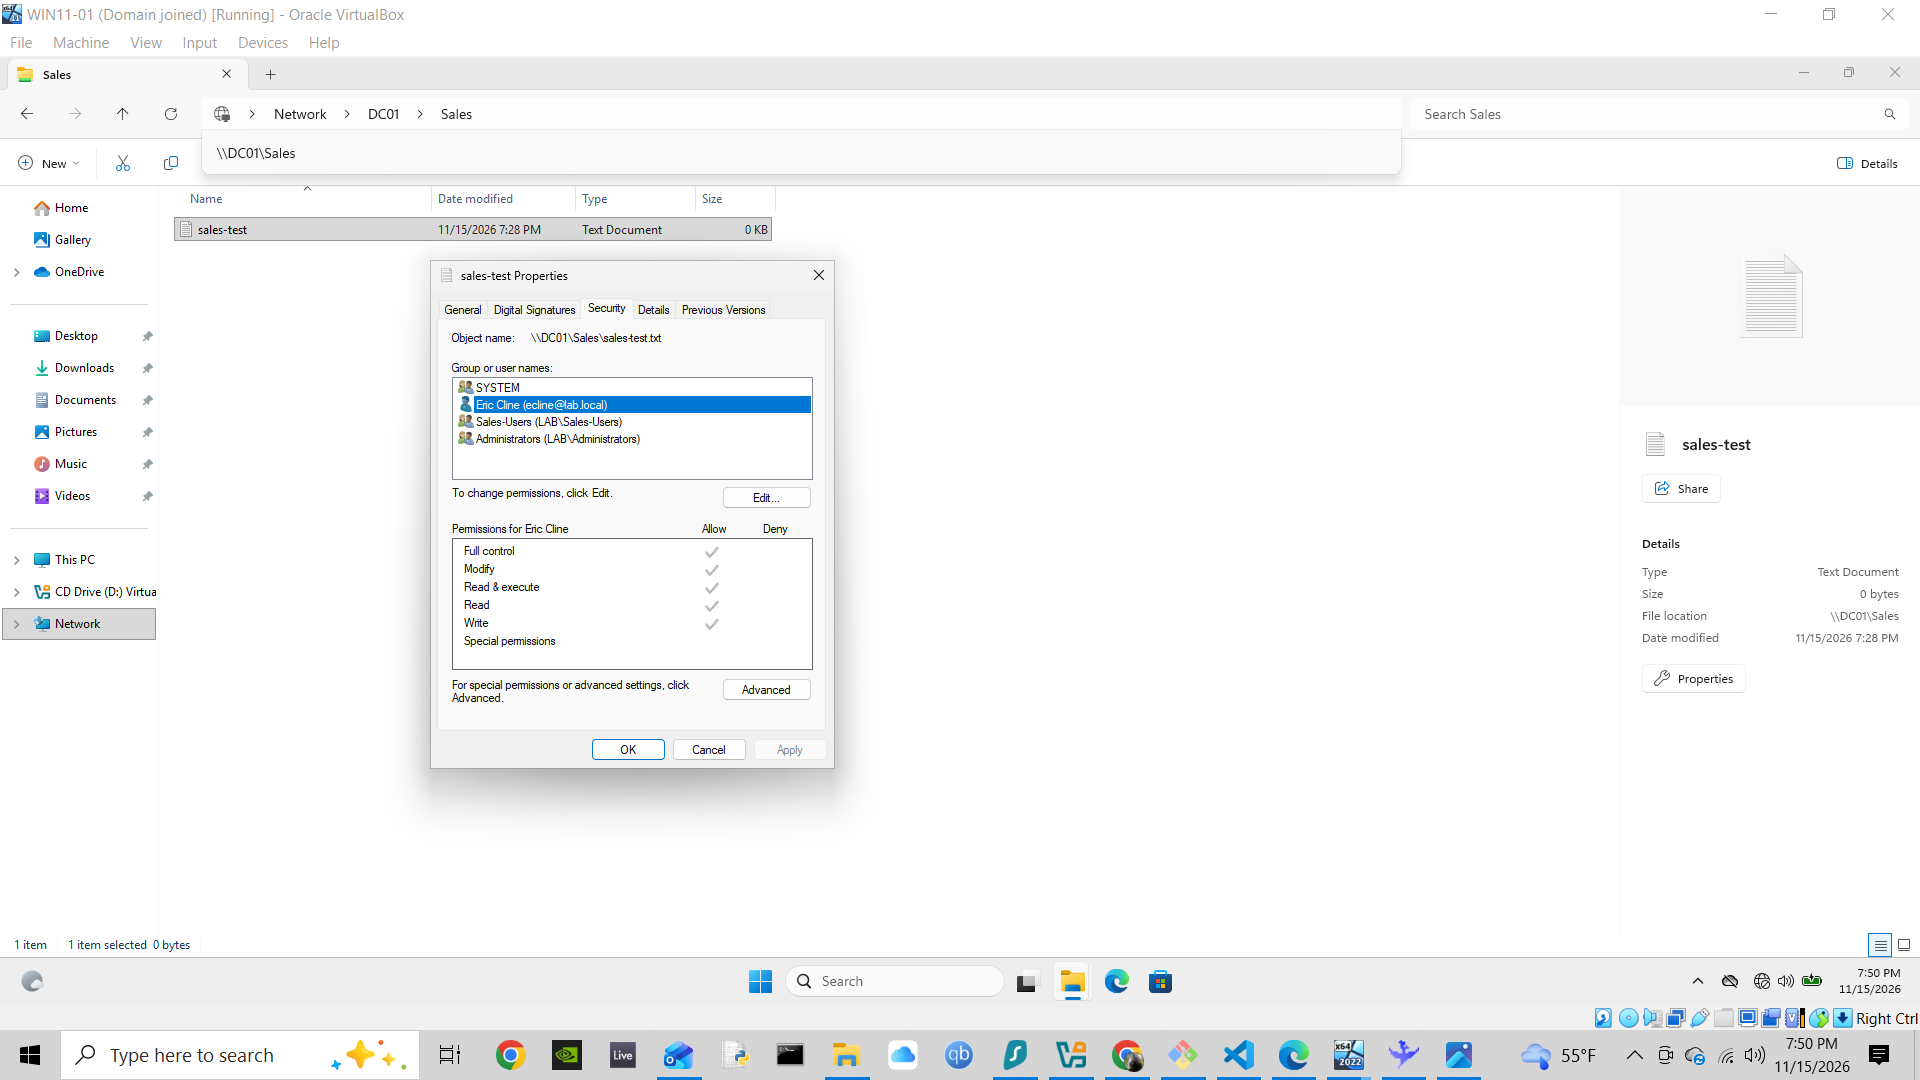 WIN11-01 (Domain joined) [Running] - Oracle VirtualBox
File Machine View Input Devices Help
Sales
Network DC01 Sales
Search Sales
\\DC01\Sales
New
Details
Name Date modified Type Size
sales-test 11/15/2026 7:28 PM Text Document 0 KB
Home
Gallery
OneDrive
Desktop
Downloads
Documents
Pictures
Music
Videos
This PC
CD Drive (D:) Virtua
Network
sales-test Properties
General Digital Signatures Security Details Previous Versions
Object name: \\DC01\Sales\sales-test.txt
Group or user names:
SYSTEM
Eric Cline (ecline@lab.local)
Sales-Users (LAB\Sales-Users)
Administrators (LAB\Administrators)
To change permissions, click Edit.
Edit...
Permissions for Eric Cline Allow Deny
Full control
Modify
Read & execute
Read
Write
Special permissions
For special permissions or advanced settings, click
Advanced.
Advanced
OK Cancel Apply
sales-test
Share
Details
Type Text Document
Size 0 bytes
File location \\DC01\Sales
Date modified 11/15/2026 7:28 PM
Properties
1 item 1 item selected 0 bytes
Search
7:50 PM
11/15/2026
Right Ctrl
Type here to search
Live
qb
X64
2022
55°F
7:50 PM
11/15/2026